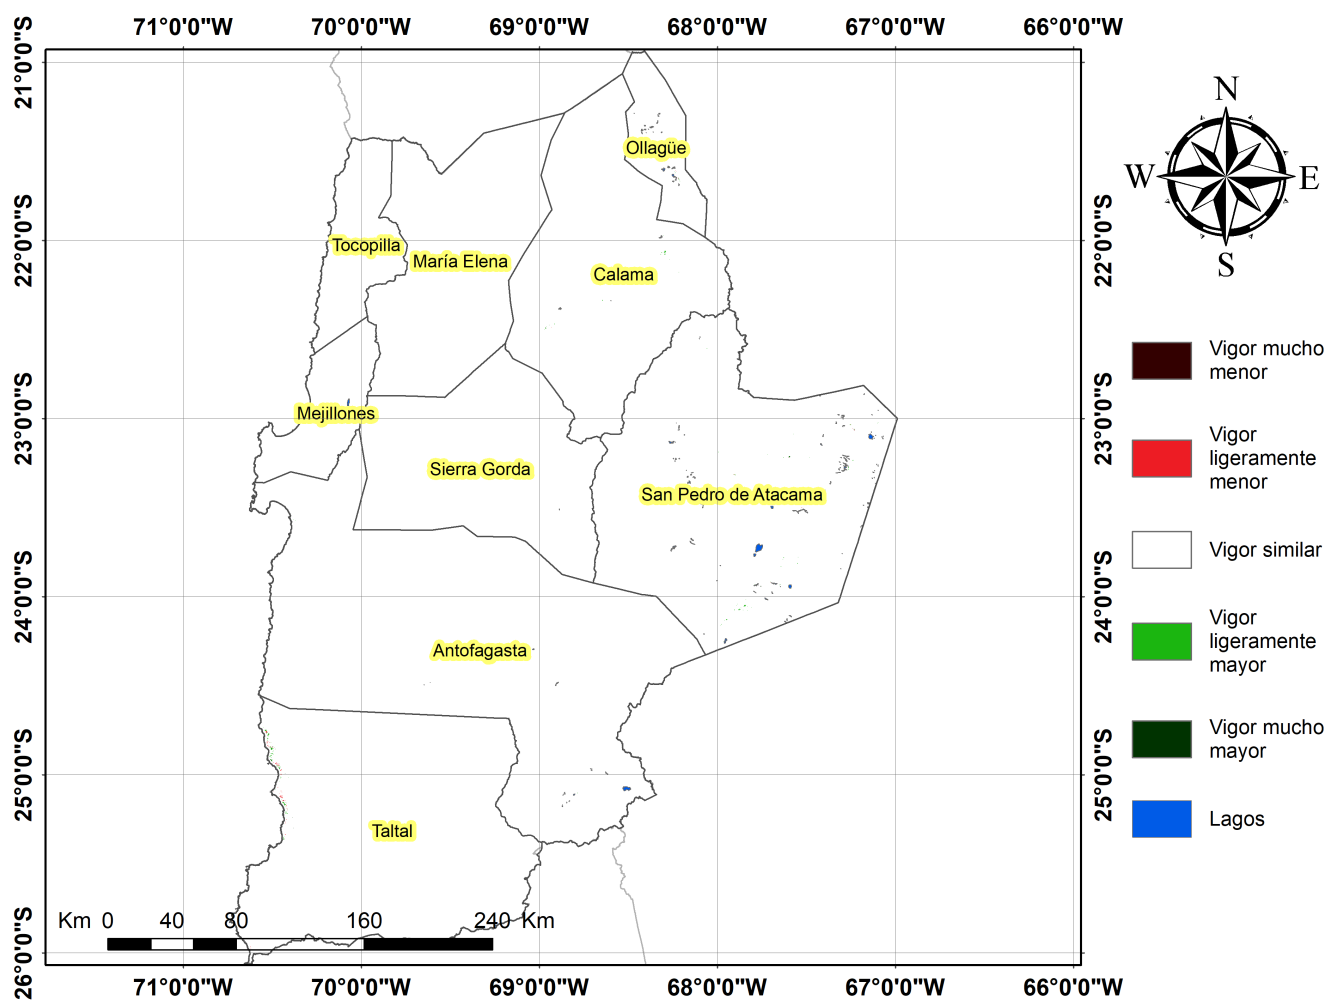 71°0'0"W 70°0'0"W 69°0'0"W 68°0'0"W 67°0'0"W 66°0'0"W
21°0'0"S
22°0'0"S
23°0'0"S
24°0'0"S
25°0'0"S
26°0'0"S
Ollagüe
Tocopilla
María Elena
Calama
Mejillones
Sierra Gorda
San Pedro de Atacama
Antofagasta
Taltal
Km 0 40 80 160 240 Km
71°0'0"W 70°0'0"W 69°0'0"W 68°0'0"W 67°0'0"W 66°0'0"W
22°0'0"S
23°0'0"S
24°0'0"S
25°0'0"S
N
W E
S
Vigor mucho
menor
Vigor
ligeramente
menor
Vigor similar
Vigor
ligeramente
mayor
Vigor mucho
mayor
Lagos